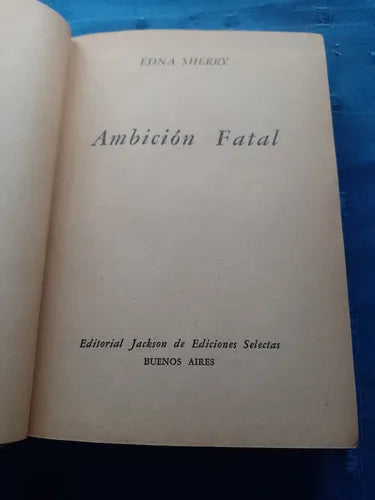 EDNA SHERRY
Ambición Fatal
Editorial Jackson de Ediciones Selectas
BUENOS AIRES